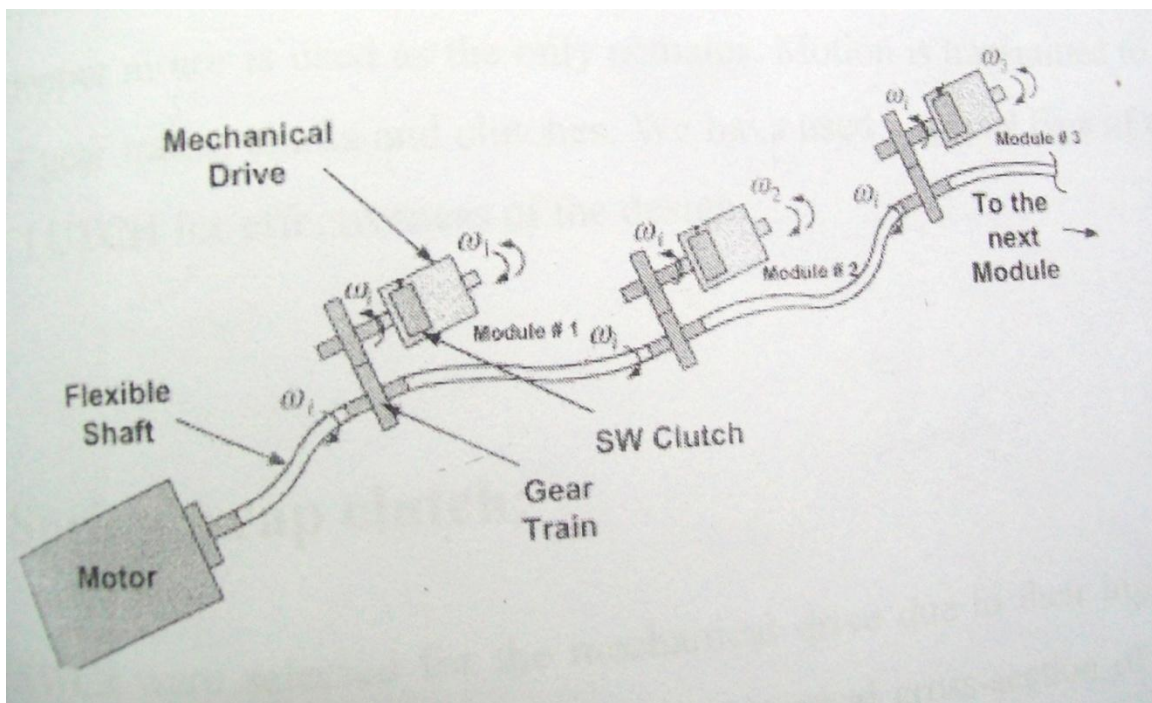 Mechanical
Drive
ω₁
ωᵢ
Module # 1
ωᵢ
Flexible
Shaft
Motor
Gear
Train
SW Clutch
ωᵢ
ω₂
ωᵢ
Module # 2
ωᵢ
ω₃
ωᵢ
Module # 3
To the
next
Module